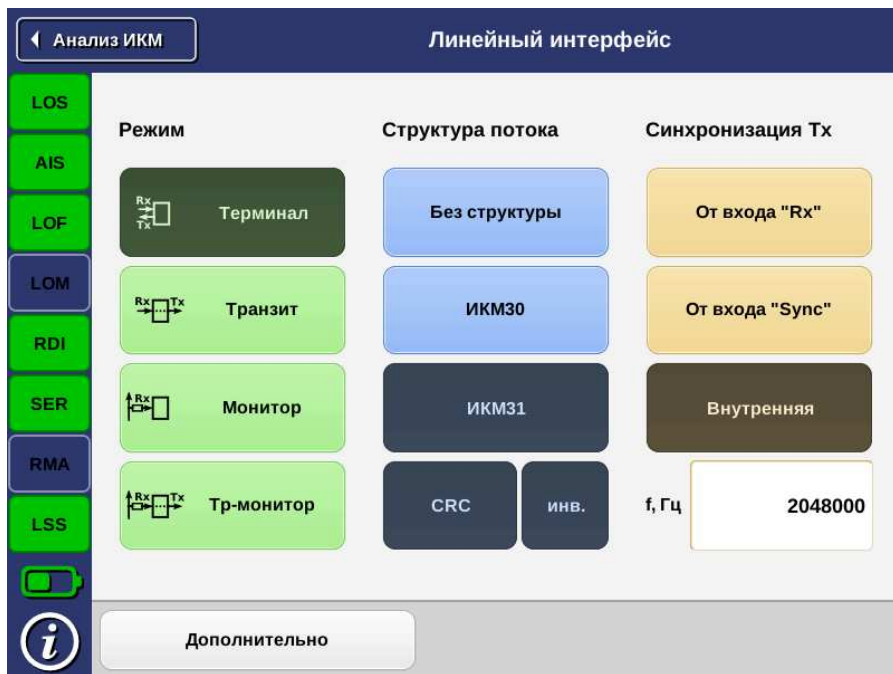 Анализ ИКМ
Линейный интерфейс
LOS
AIS
LOF
LOM
RDI
SER
RMA
LSS
i
Режим
Rx
Tx
Терминал
Rx Tx
Транзит
Rx
Монитор
Rx Tx
Тр-монитор
Структура потока
Без структуры
ИКМ30
ИКМ31
CRC
инв.
Синхронизация Tx
От входа "Rx"
От входа "Sync"
Внутренняя
f, Гц 2048000
Дополнительно